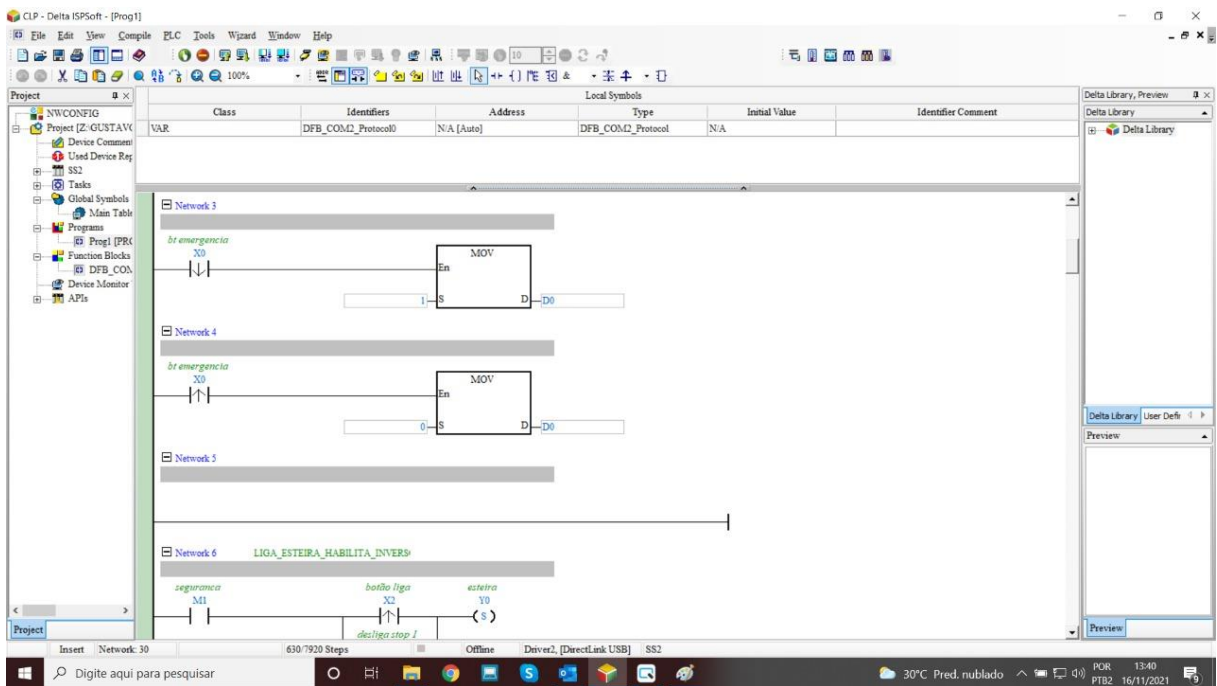 CLP - Delta ISPSoft - [Prog1]
File Edit View Compile PLC Tools Wizard Window Help
10
100%
Project
NWCONFIG
Project [Z:\GUSTAV(
Device Comment
Used Device Rep
SS2
Tasks
Global Symbols
Main Table
Programs
Prog1 [PR(
Function Blocks
DFB_CON
Device Monitor
APIs
Project
Local Symbols
Class Identifiers Address Type Initial Value Identifier Comment
VAR DFB_COM2_Protocol0 N/A [Auto] DFB_COM2_Protocol N/A
Network 3
bt emergencia
X0
MOV
En
1 S D D0
Network 4
bt emergencia
X0
MOV
En
0 S D D0
Network 5
Network 6 LIGA_ESTEIRA_HABILITA_INVERS
seguranca botão liga esteira
M1 X2 Y0
( S )
desliga stop 1
Delta Library, Preview
Delta Library
Delta Library
Delta Library User Defi
Preview
Preview
Insert Network: 30 630/7920 Steps Offline Driver2, [DirectLink USB] SS2
Digite aqui para pesquisar
30°C Pred. nublado
POR
PTB2
13:40
16/11/2021